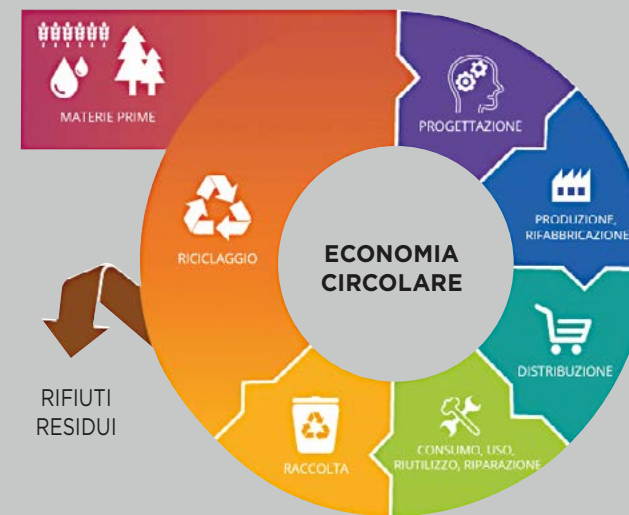 MATERIE PRIME
PROGETTAZIONE
PRODUZIONE,
RIFABBRICAZIONE
RICICLAGGIO
ECONOMIA
CIRCOLARE
DISTRIBUZIONE
RIFIUTI
RESIDUI
RACCOLTA
CONSUMO, USO,
RIUTILIZZO, RIPARAZIONE